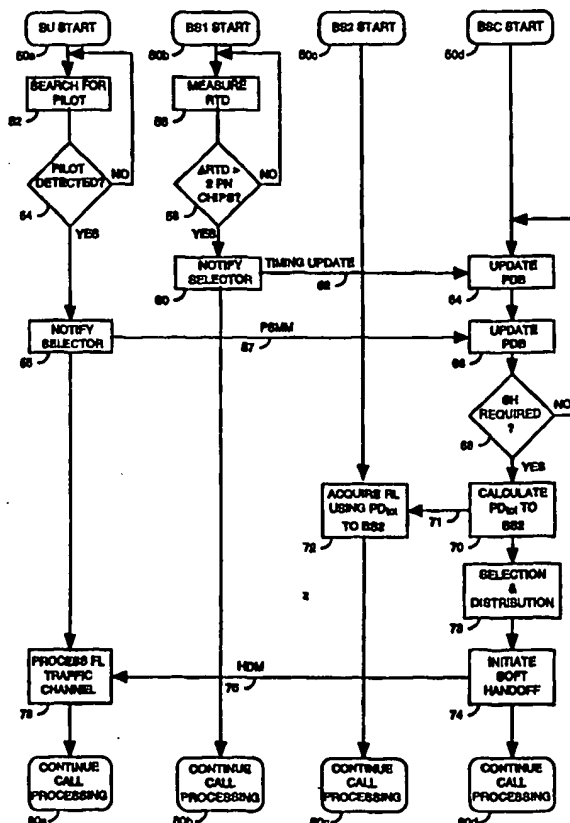 SU START
BS1 START
BS2 START
BSC START
50a
50b
50c
50d
SEARCH FOR
PILOT
52
MEASURE
RTD
56
PILOT
DETECTED?
NO
54
YES
ΔRTD >
2 PN
CHIPS?
NO
58
YES
NOTIFY
SELECTOR
60
TIMING UPDATE
62
UPDATE
PDB
64
NOTIFY
SELECTOR
65
PSMM
67
UPDATE
PDB
66
SH
REQUIRED
?
NO
68
YES
ACQUIRE RL
USING PDtot
TO BS2
72
71
CALCULATE
PDtot TO
BS2
70
SELECTION
&
DISTRIBUTION
73
PROCESS FL
TRAFFIC
CHANNEL
78
HDM
76
INITIATE
SOFT
HANDOFF
74
CONTINUE
CALL
PROCESSING
80a
CONTINUE
CALL
PROCESSING
80b
CONTINUE
CALL
PROCESSING
80c
CONTINUE
CALL
PROCESSING
80d